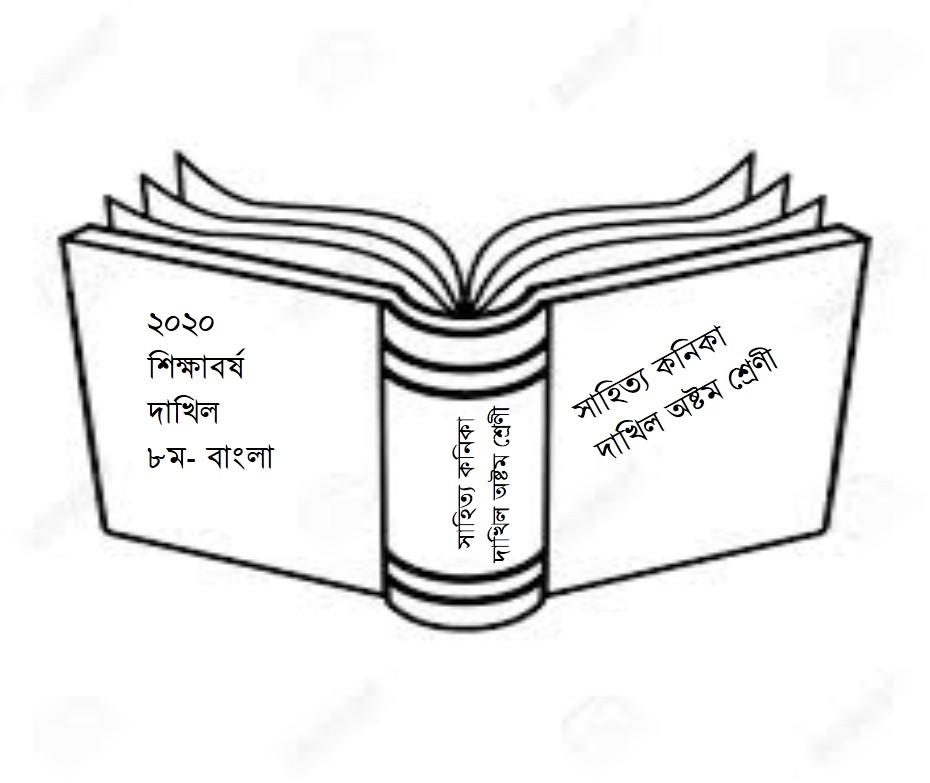 ২০২০
শিক্ষাবর্ষ
দাখিল
৮ম- বাংলা
সাহিত্য কনিকা
দাখিল অষ্টম শ্রেণী
সাহিত্য কনিকা
দাখিল অষ্টম শ্রেণী